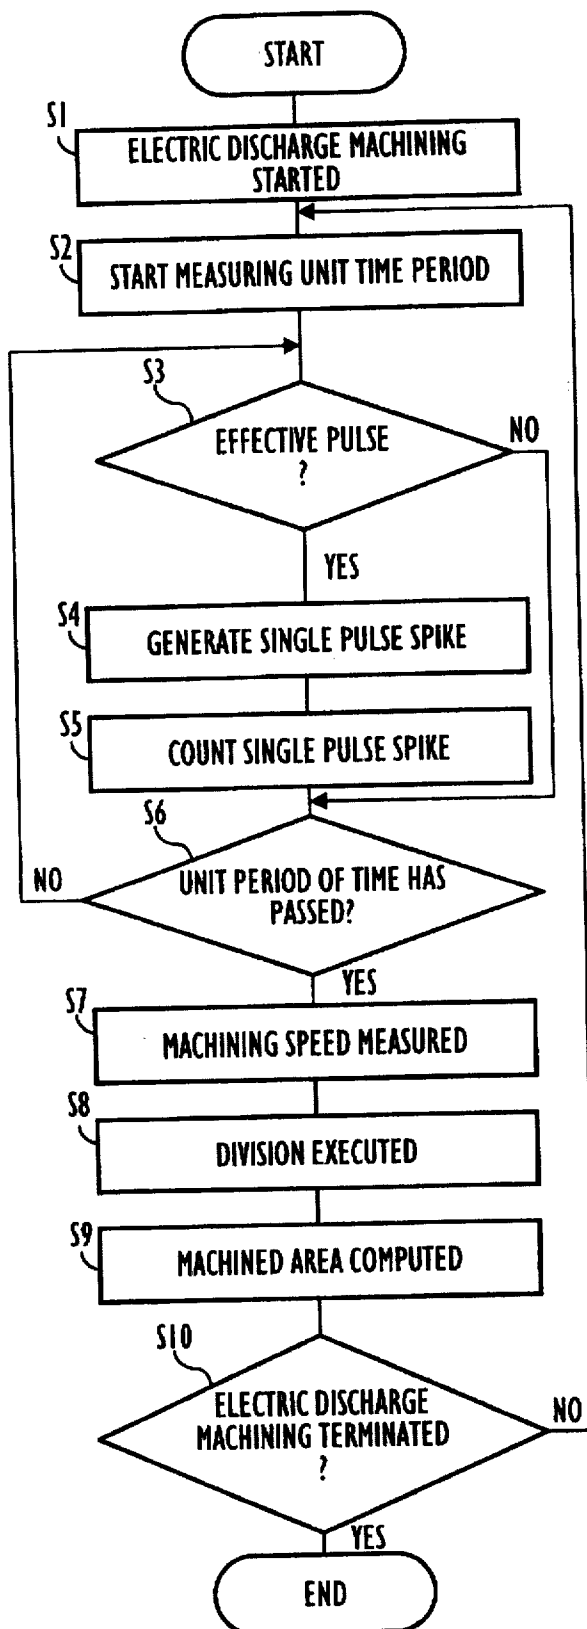 START
S1
ELECTRIC DISCHARGE MACHINING
STARTED
S2
START MEASURING UNIT TIME PERIOD
S3
EFFECTIVE PULSE
?
NO
YES
S4
GENERATE SINGLE PULSE SPIKE
S5
COUNT SINGLE PULSE SPIKE
S6
UNIT PERIOD OF TIME HAS
PASSED?
NO
YES
S7
MACHINING SPEED MEASURED
S8
DIVISION EXECUTED
S9
MACHINED AREA COMPUTED
S10
ELECTRIC DISCHARGE
MACHINING TERMINATED
?
NO
YES
END